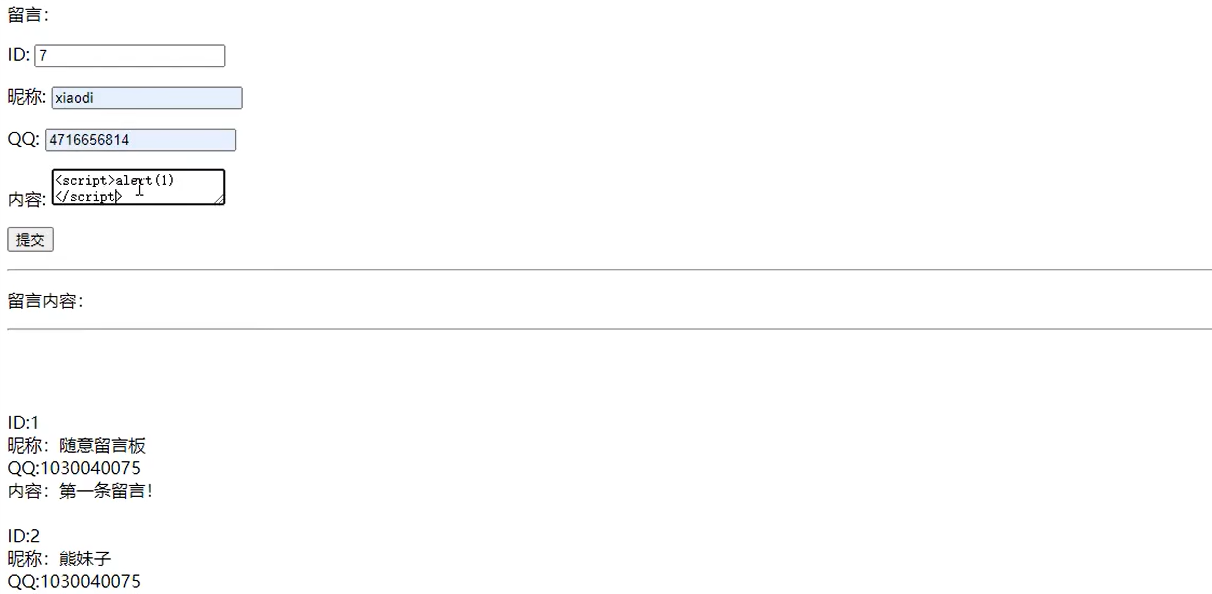 留言：
ID: 7
昵称: xiaodi
QQ: 4716656814
内容: <script>alert(1)
</script>
提交
留言内容：
ID:1
昵称：随意留言板
QQ:1030040075
内容：第一条留言！
ID:2
昵称：熊妹子
QQ:1030040075